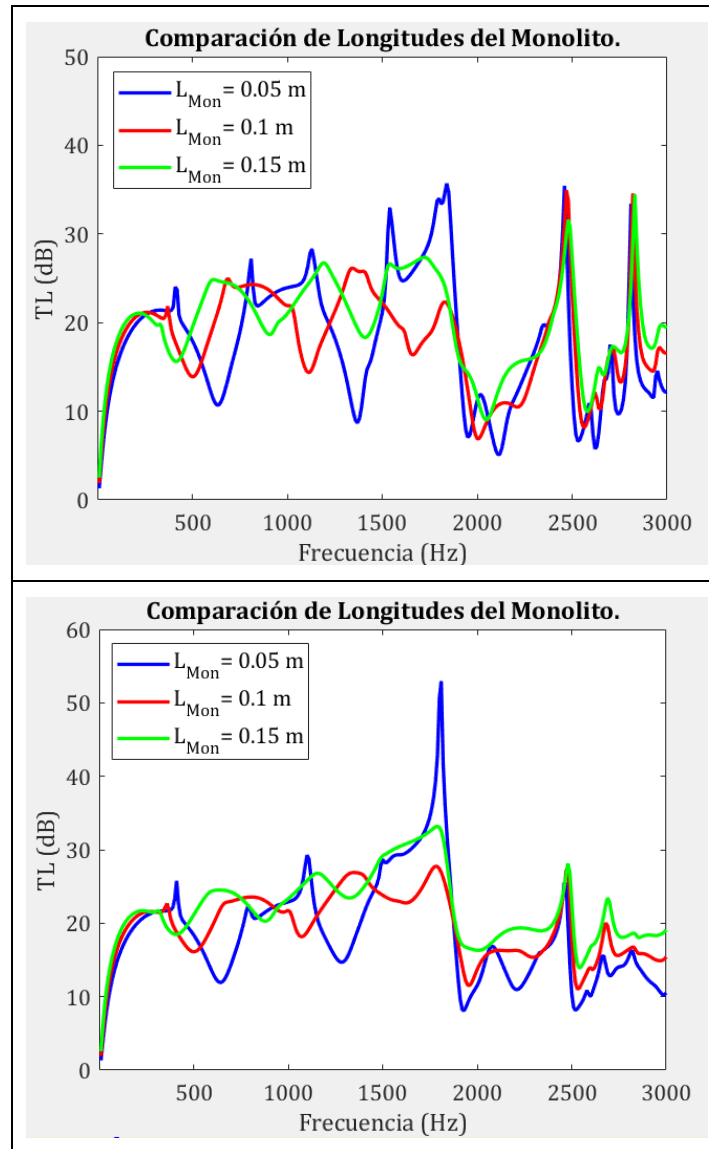 Comparación de Longitudes del Monolito.
50
40
30
20
10
0
TL (dB)
L_Mon= 0.05 m
L_Mon= 0.1 m
L_Mon= 0.15 m
500 1000 1500 2000 2500 3000
Frecuencia (Hz)
Comparación de Longitudes del Monolito.
60
50
40
30
20
10
0
TL (dB)
L_Mon= 0.05 m
L_Mon= 0.1 m
L_Mon= 0.15 m
500 1000 1500 2000 2500 3000
Frecuencia (Hz)